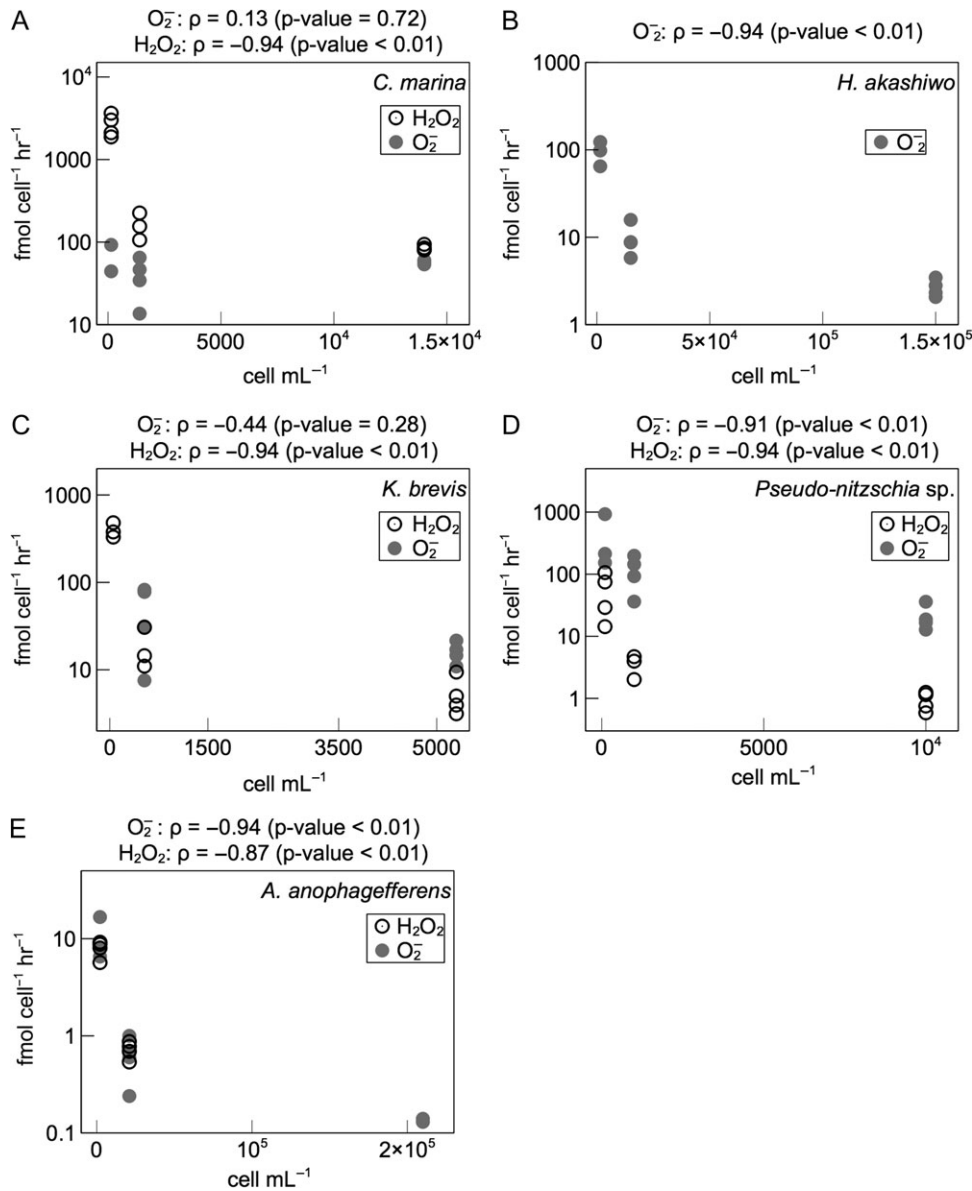 A
O₂⁻: ρ = 0.13 (p-value = 0.72)
H₂O₂: ρ = −0.94 (p-value < 0.01)
C. marina
H₂O₂
O₂⁻
fmol cell⁻¹ hr⁻¹
10⁴
1000
100
10
0
5000
10⁴
1.5×10⁴
cell mL⁻¹
B
O₂⁻: ρ = −0.94 (p-value < 0.01)
H. akashiwo
O₂⁻
fmol cell⁻¹ hr⁻¹
1000
100
10
1
0
5×10⁴
10⁵
1.5×10⁵
cell mL⁻¹
C
O₂⁻: ρ = −0.44 (p-value = 0.28)
H₂O₂: ρ = −0.94 (p-value < 0.01)
K. brevis
H₂O₂
O₂⁻
fmol cell⁻¹ hr⁻¹
1000
100
10
0
1500
3500
5000
cell mL⁻¹
D
O₂⁻: ρ = −0.91 (p-value < 0.01)
H₂O₂: ρ = −0.94 (p-value < 0.01)
Pseudo-nitzschia sp.
H₂O₂
O₂⁻
fmol cell⁻¹ hr⁻¹
1000
100
10
1
0
5000
10⁴
cell mL⁻¹
E
O₂⁻: ρ = −0.94 (p-value < 0.01)
H₂O₂: ρ = −0.87 (p-value < 0.01)
A. anophagefferens
H₂O₂
O₂⁻
fmol cell⁻¹ hr⁻¹
10
1
0.1
0
10⁵
2×10⁵
cell mL⁻¹